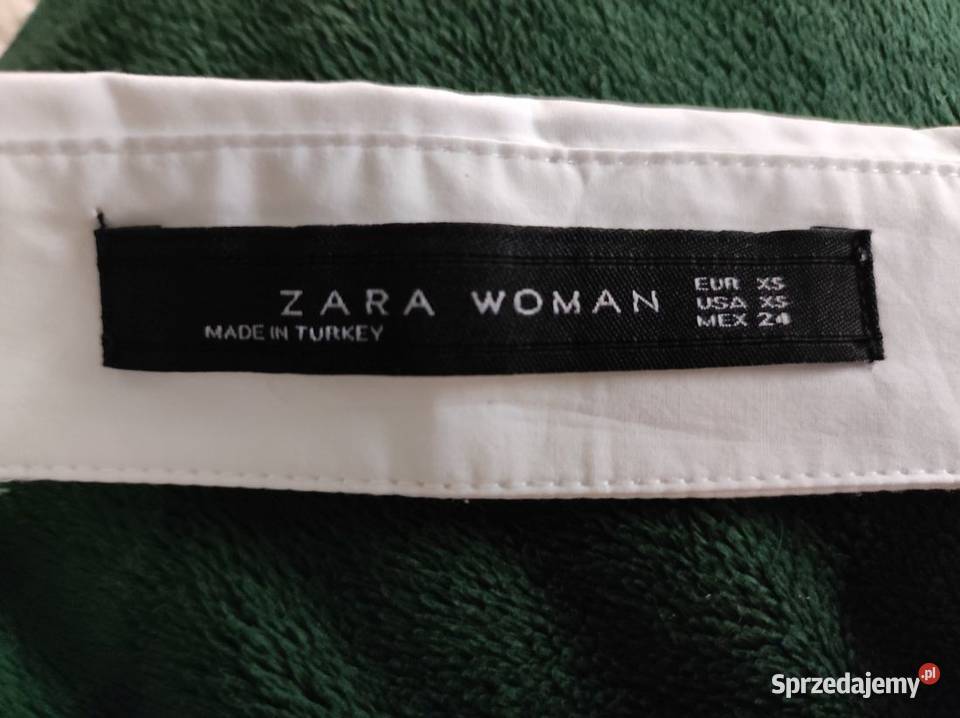 ZARA WOMAN
MADE IN TURKEY
EUR XS
USA XS
MEX 24
Sprzedajemy.pl